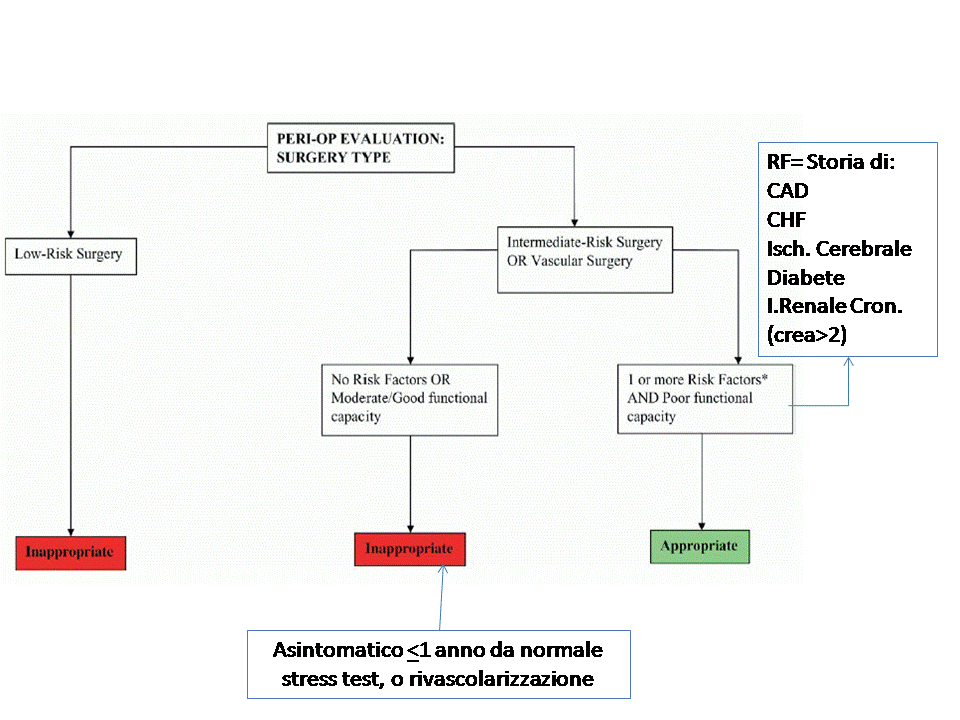 PERI-OP EVALUATION:
SURGERY TYPE
RF= Storia di:
CAD
CHF
Isch. Cerebrale
Diabete
I.Renale Cron.
(crea>2)
Low-Risk Surgery
Intermediate-Risk Surgery
OR Vascular Surgery
No Risk Factors OR
Moderate/Good functional
capacity
1 or more Risk Factors*
AND Poor functional
capacity
Inappropriate
Inappropriate
Appropriate
Asintomatico <1 anno da normale
stress test, o rivascolarizzazione